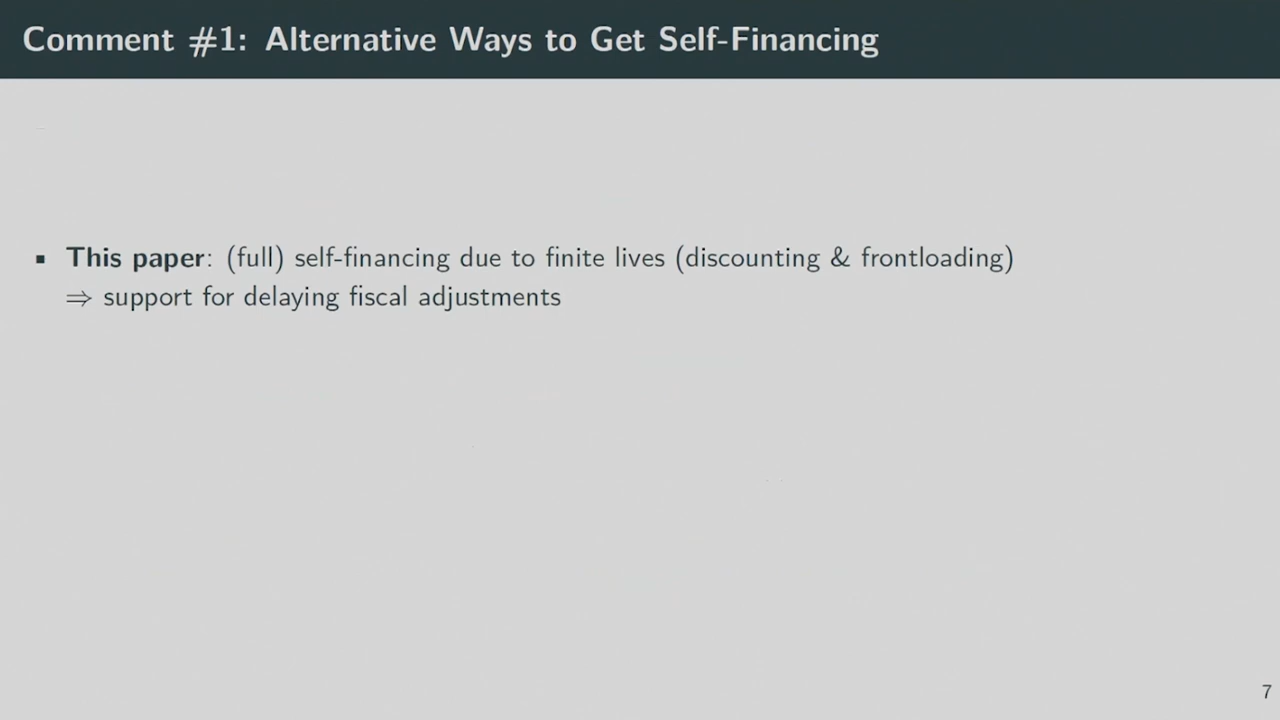 Comment #1: Alternative Ways to Get Self-Financing
▪ This paper: (full) self-financing due to finite lives (discounting & frontloading)
⇒ support for delaying fiscal adjustments
7